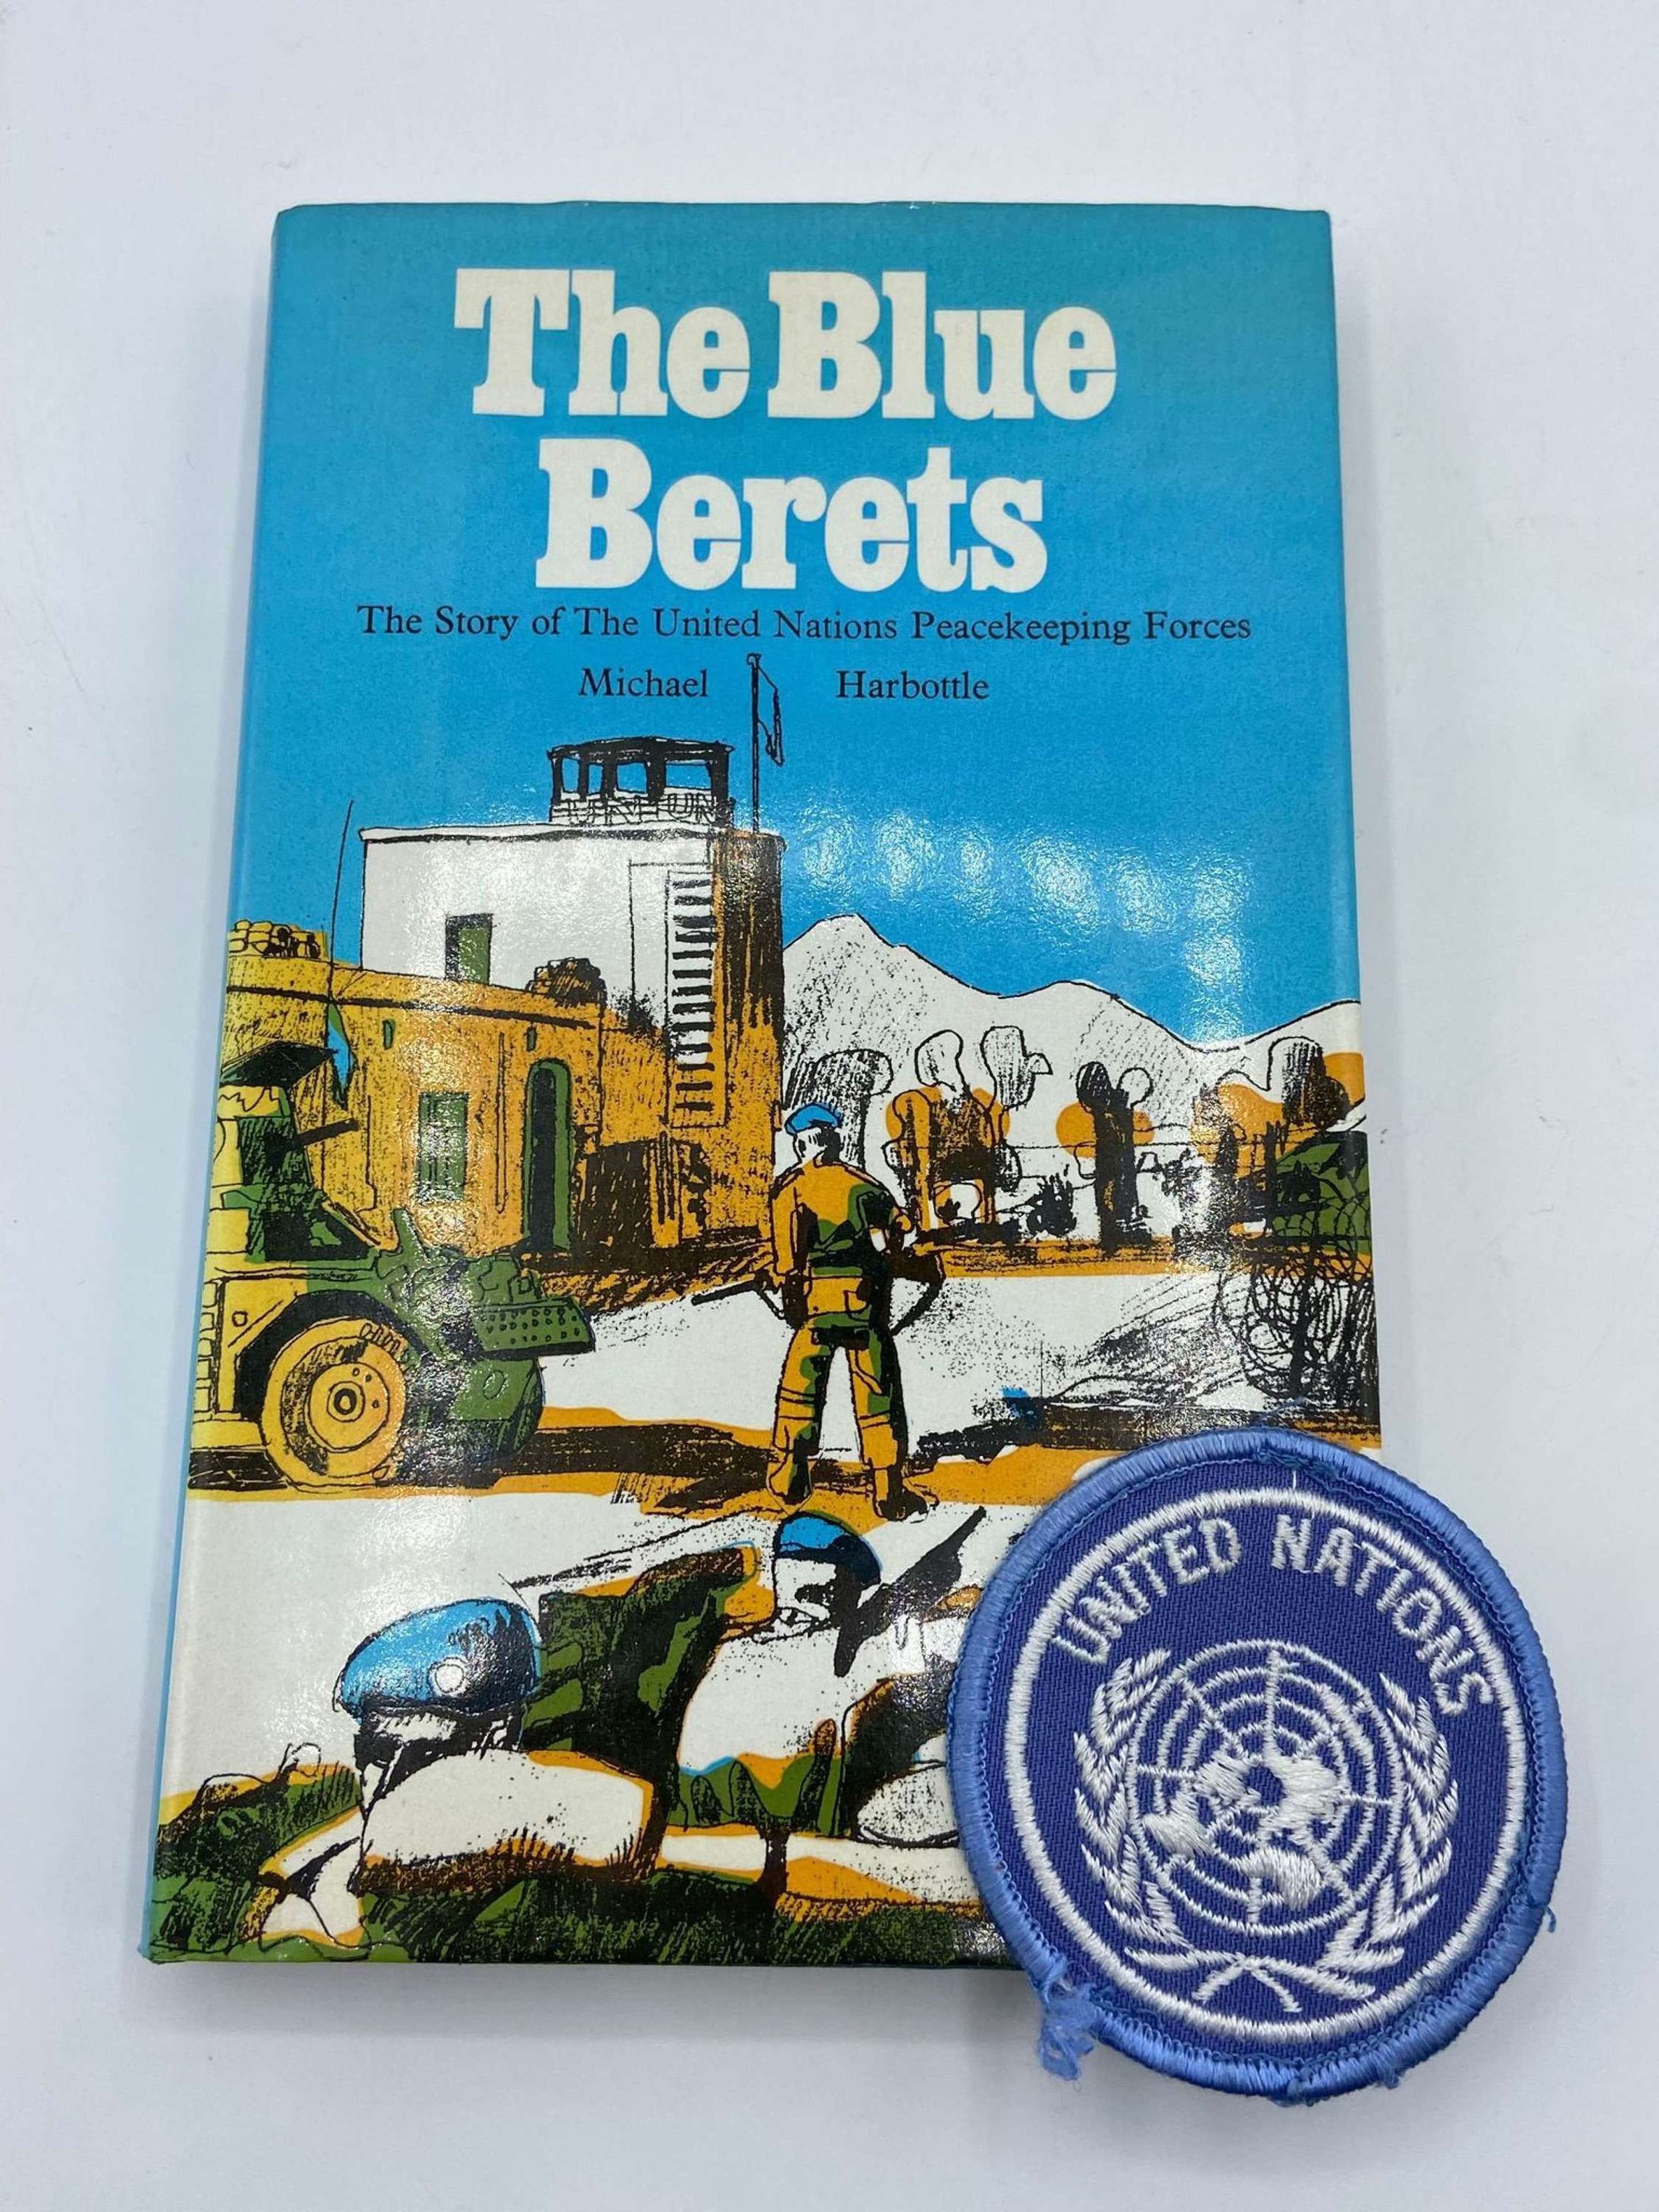 The Blue
Berets
The Story of The United Nations Peacekeeping Forces
Michael Harbottle
UNITED NATIONS